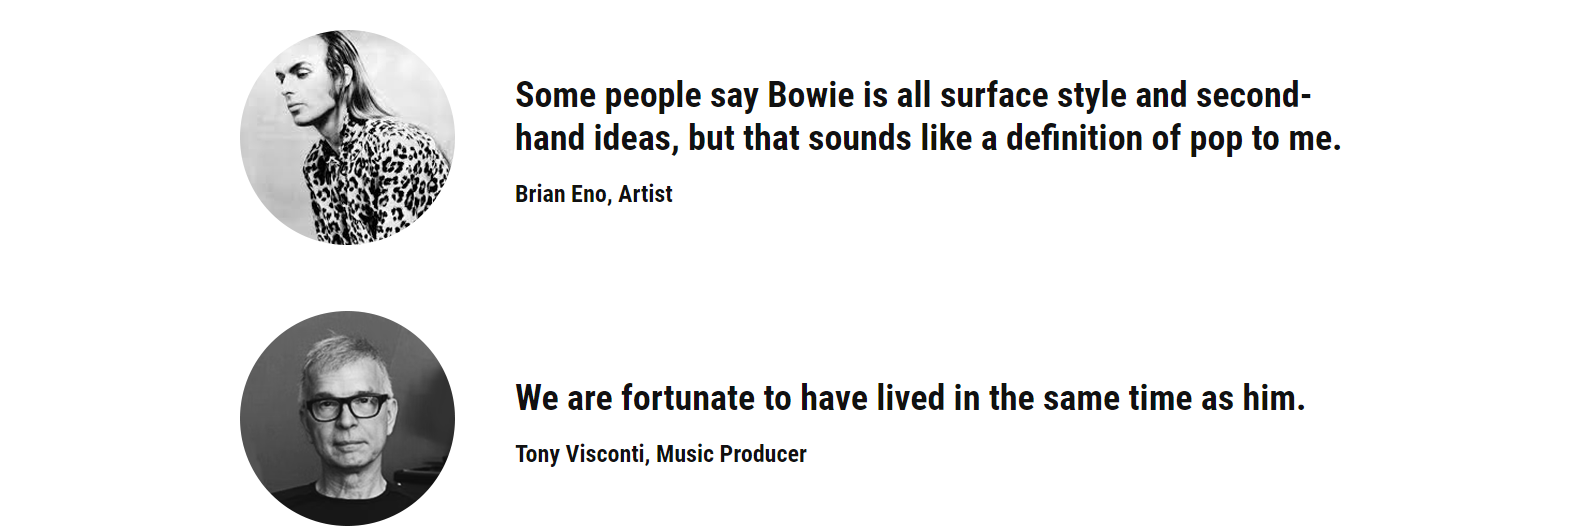 Some people say Bowie is all surface style and second-
hand ideas, but that sounds like a definition of pop to me.
Brian Eno, Artist
We are fortunate to have lived in the same time as him.
Tony Visconti, Music Producer